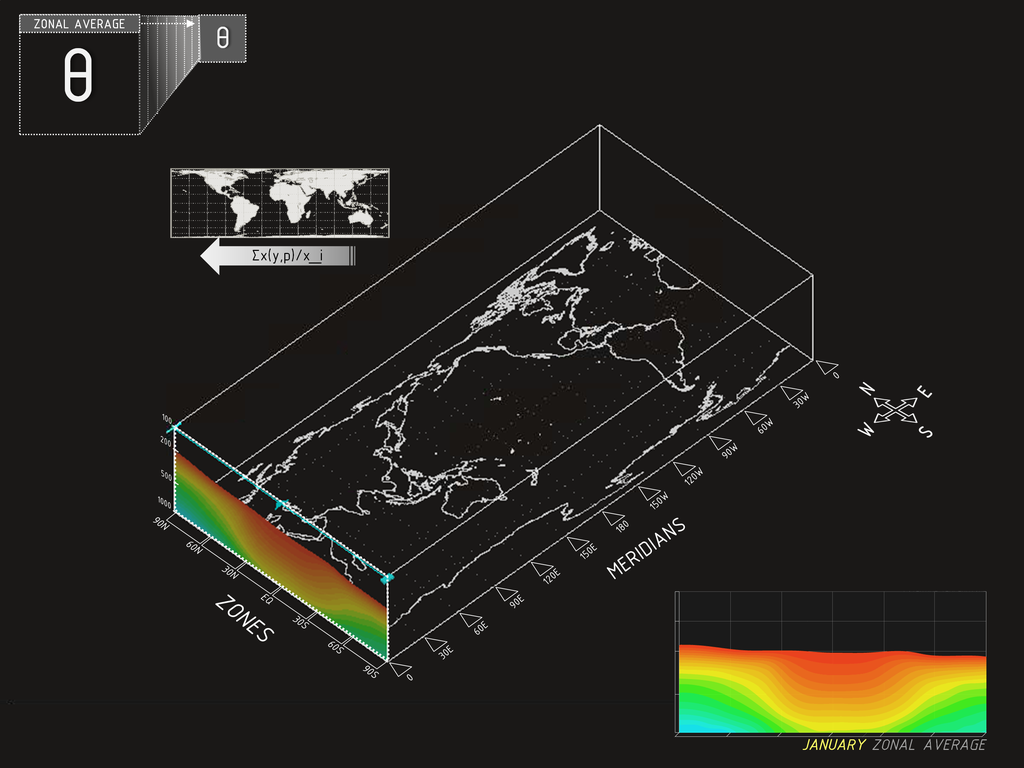 ZONAL AVERAGE
θ
θ
Σx(y,p)/x_i
100
200
500
1000
90N
60N
30N
EQ
30S
60S
90S
ZONES
0
30E
60E
90E
120E
150E
180
150W
120W
90W
60W
30W
0
MERIDIANS
N
E
W
S
JANUARY ZONAL AVERAGE